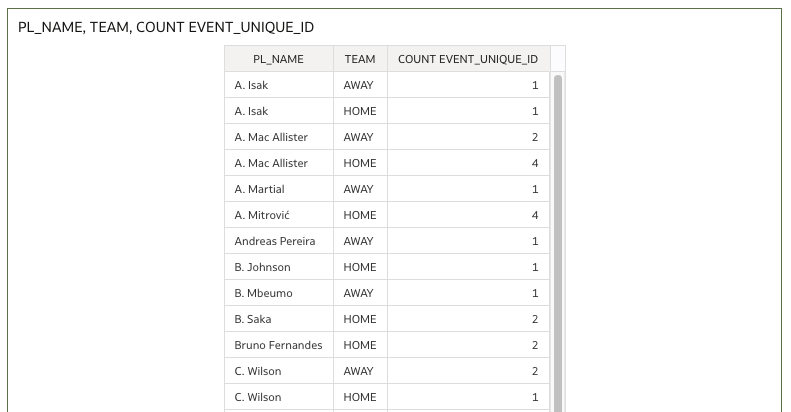 PL_NAME, TEAM, COUNT EVENT_UNIQUE_ID
PL_NAME TEAM COUNT EVENT_UNIQUE_ID
A. Isak AWAY 1
A. Isak HOME 1
A. Mac Allister AWAY 2
A. Mac Allister HOME 4
A. Martial AWAY 1
A. Mitrović HOME 4
Andreas Pereira AWAY 1
B. Johnson HOME 1
B. Mbeumo AWAY 1
B. Saka HOME 2
Bruno Fernandes HOME 2
C. Wilson AWAY 2
C. Wilson HOME 1